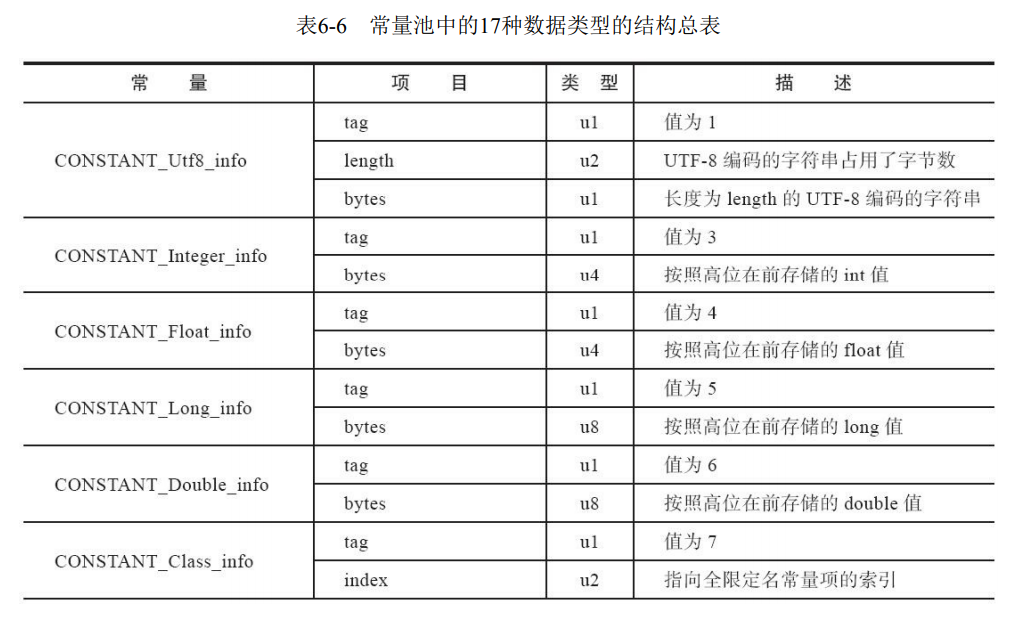 表6-6 常量池中的17种数据类型的结构总表
常 量 项 目 类 型 描 述
CONSTANT_Utf8_info tag u1 值为 1
length u2 UTF-8 编码的字符串占用了字节数
bytes u1 长度为 length 的 UTF-8 编码的字符串
CONSTANT_Integer_info tag u1 值为 3
bytes u4 按照高位在前存储的 int 值
CONSTANT_Float_info tag u1 值为 4
bytes u4 按照高位在前存储的 float 值
CONSTANT_Long_info tag u1 值为 5
bytes u8 按照高位在前存储的 long 值
CONSTANT_Double_info tag u1 值为 6
bytes u8 按照高位在前存储的 double 值
CONSTANT_Class_info tag u1 值为 7
index u2 指向全限定名常量项的索引